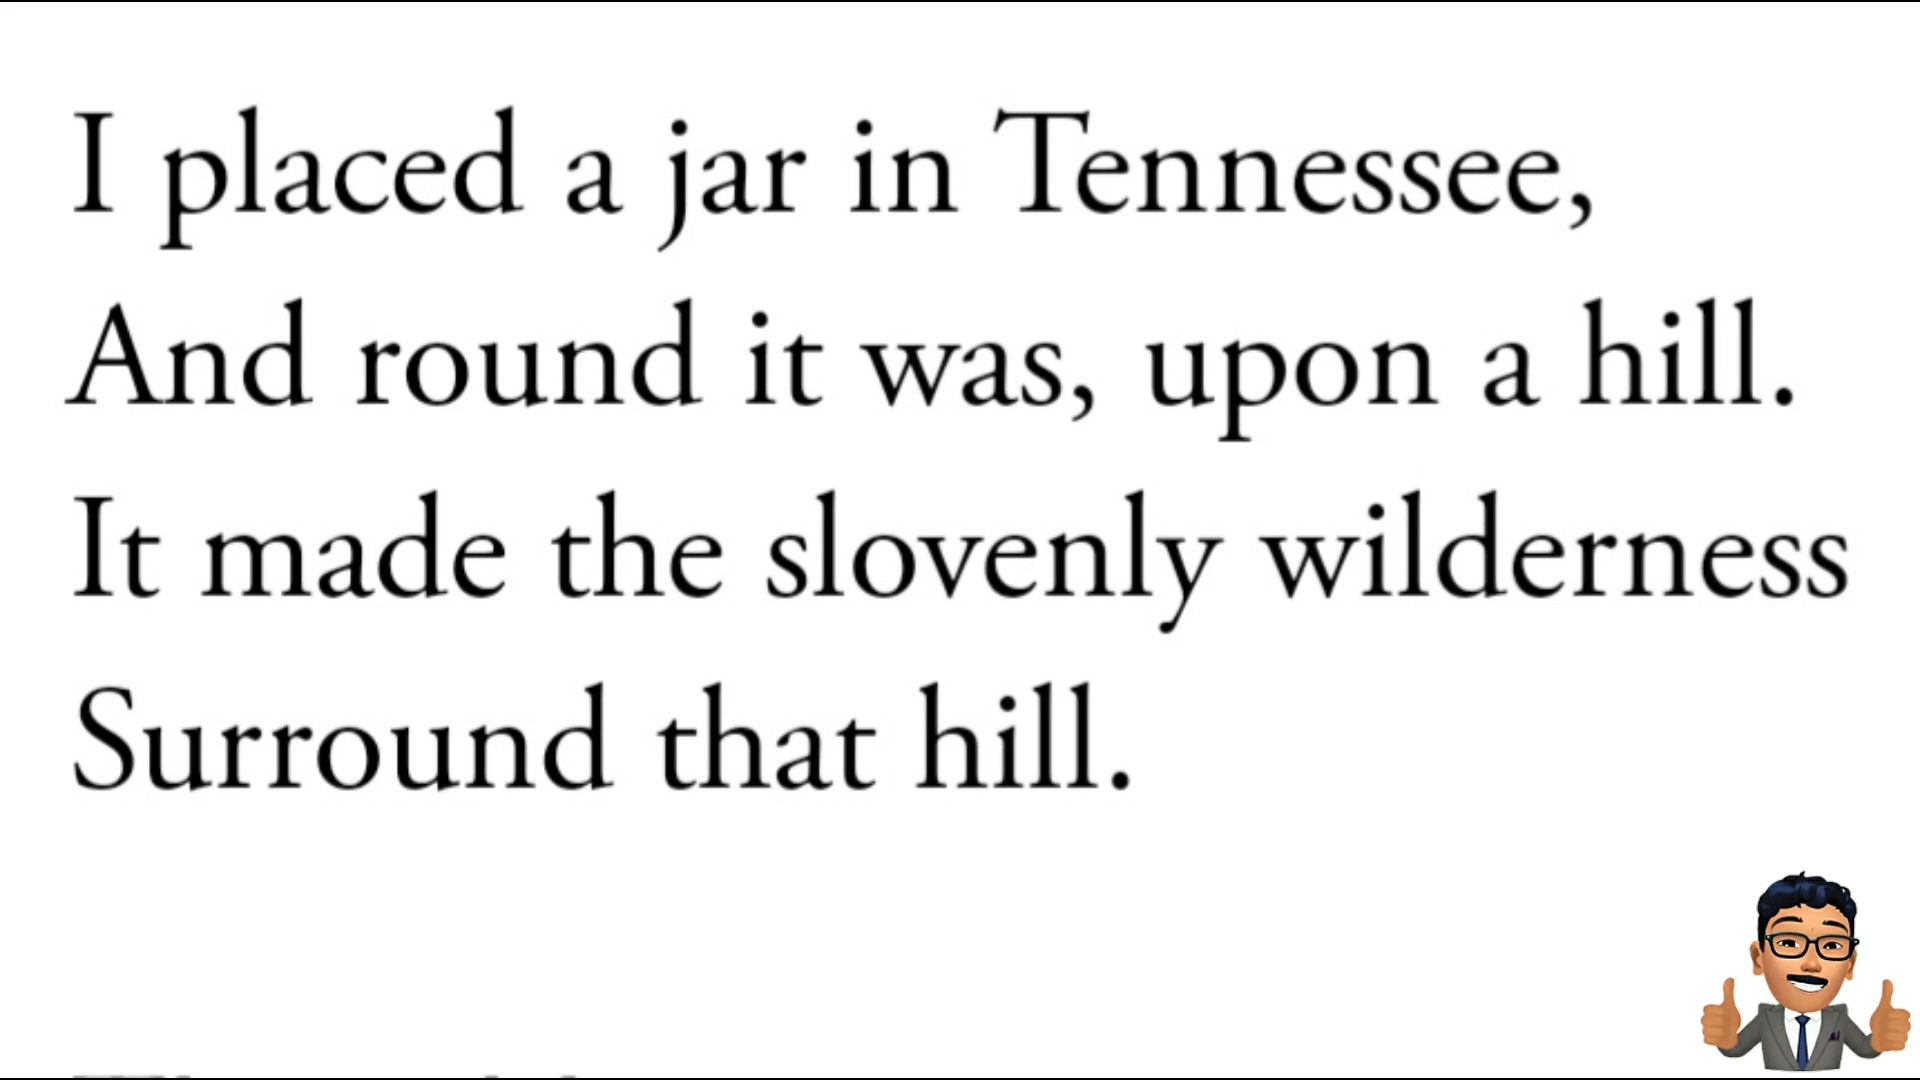 I placed a jar in Tennessee,
And round it was, upon a hill.
It made the slovenly wilderness
Surround that hill.